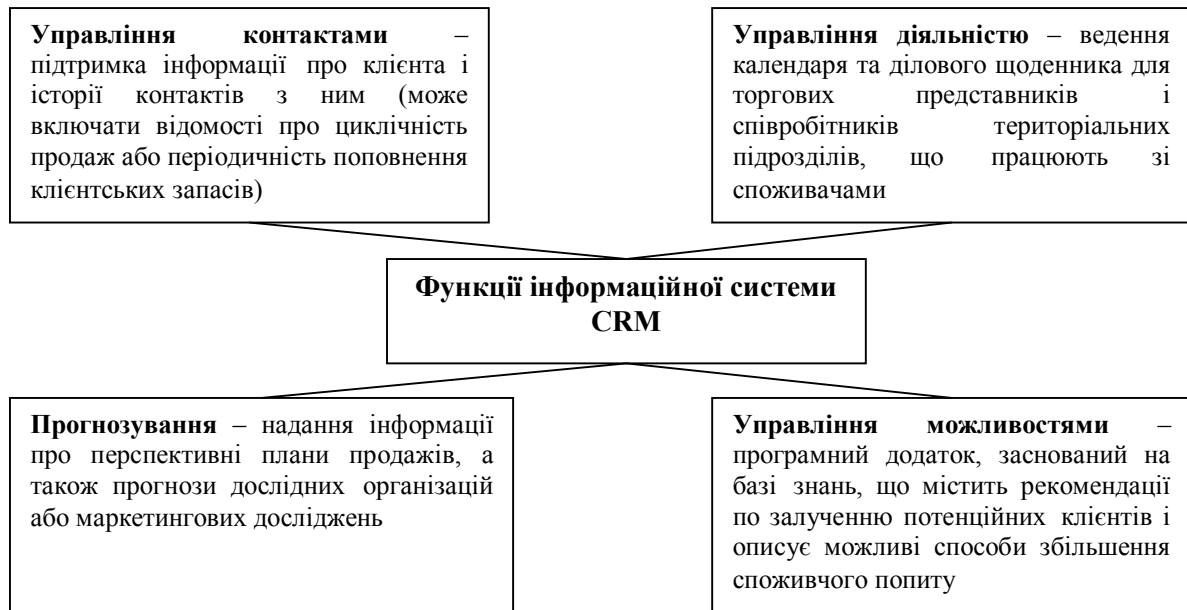 Управління контактами –
підтримка інформації про клієнта і
історії контактів з ним (може
включати відомості про циклічність
продаж або періодичність поповнення
клієнтських запасів)
Управління діяльністю – ведення
календаря та ділового щоденника для
торгових представників і
співробітників територіальних
підрозділів, що працюють зі
споживачами
Функції інформаційної системи
CRM
Прогнозування – надання інформації
про перспективні плани продажів, а
також прогнози дослідних організацій
або маркетингових досліджень
Управління можливостями –
програмний додаток, заснований на
базі знань, що містить рекомендації
по залученню потенційних клієнтів і
описує можливі способи збільшення
споживчого попиту